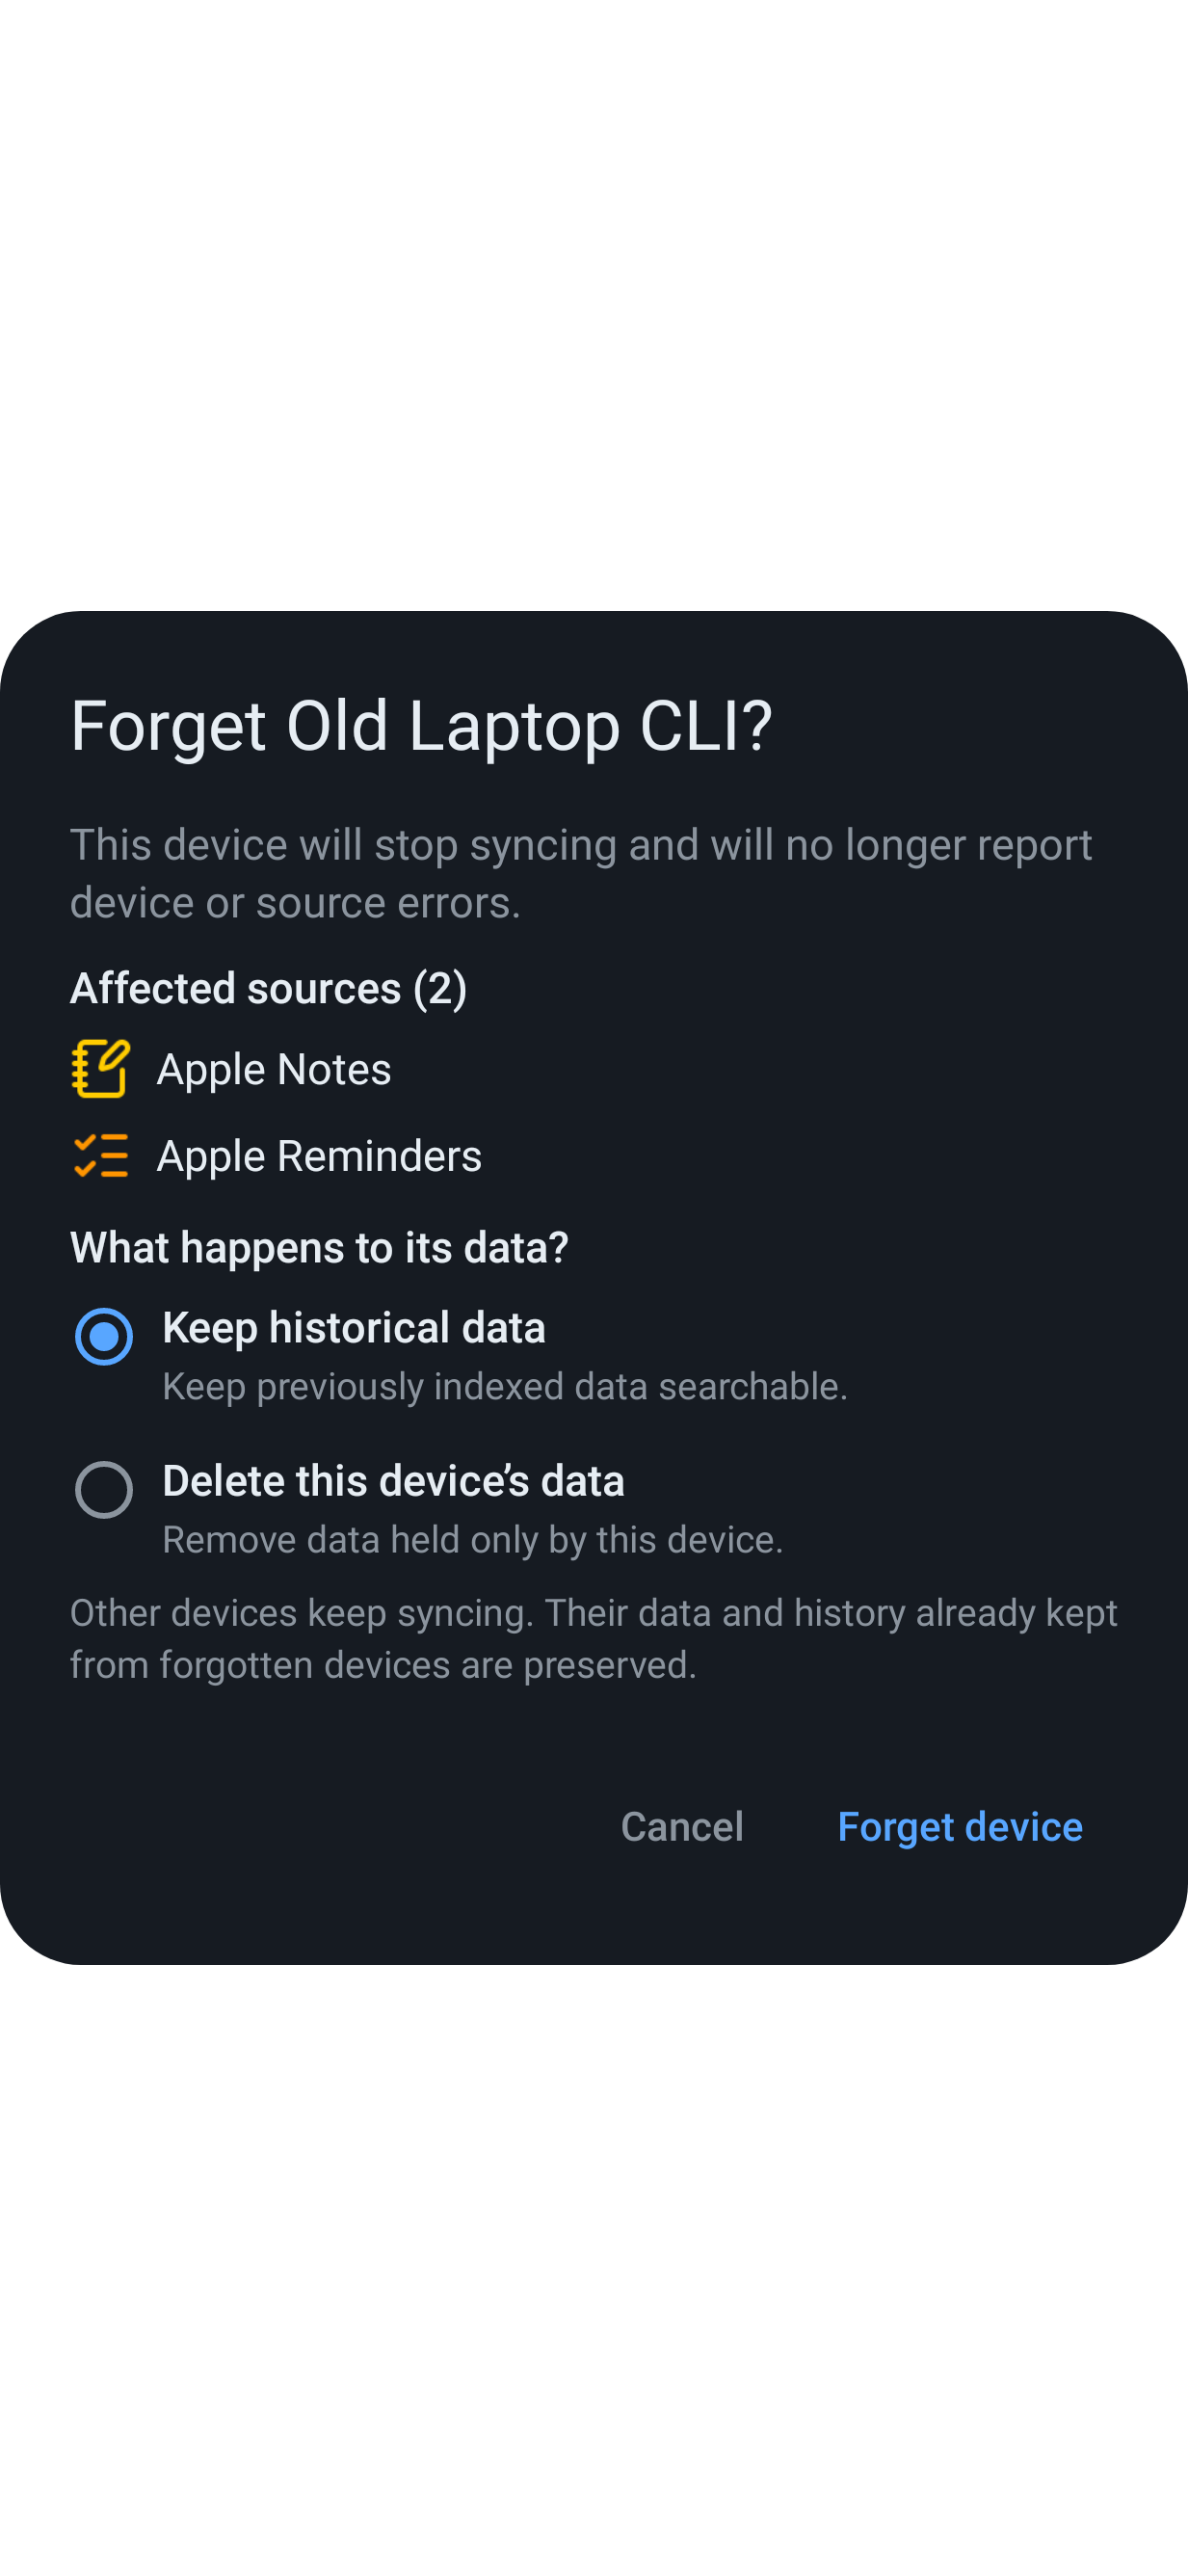 Forget Old Laptop CLI?
This device will stop syncing and will no longer report
device or source errors.
Affected sources (2)
Apple Notes
Apple Reminders
What happens to its data?
Keep historical data
Keep previously indexed data searchable.
Delete this device’s data
Remove data held only by this device.
Other devices keep syncing. Their data and history already kept
from forgotten devices are preserved.
Cancel Forget device